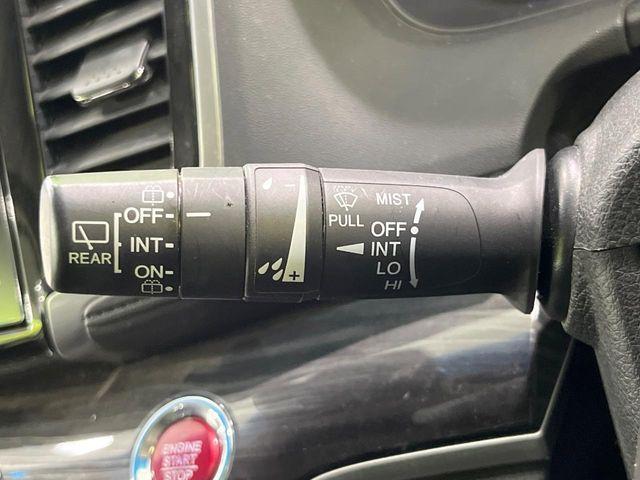 REAR
OFF
INT
ON
−
+
PULL
MIST
OFF
INT
LO
HI
ENGINE
START
STOP